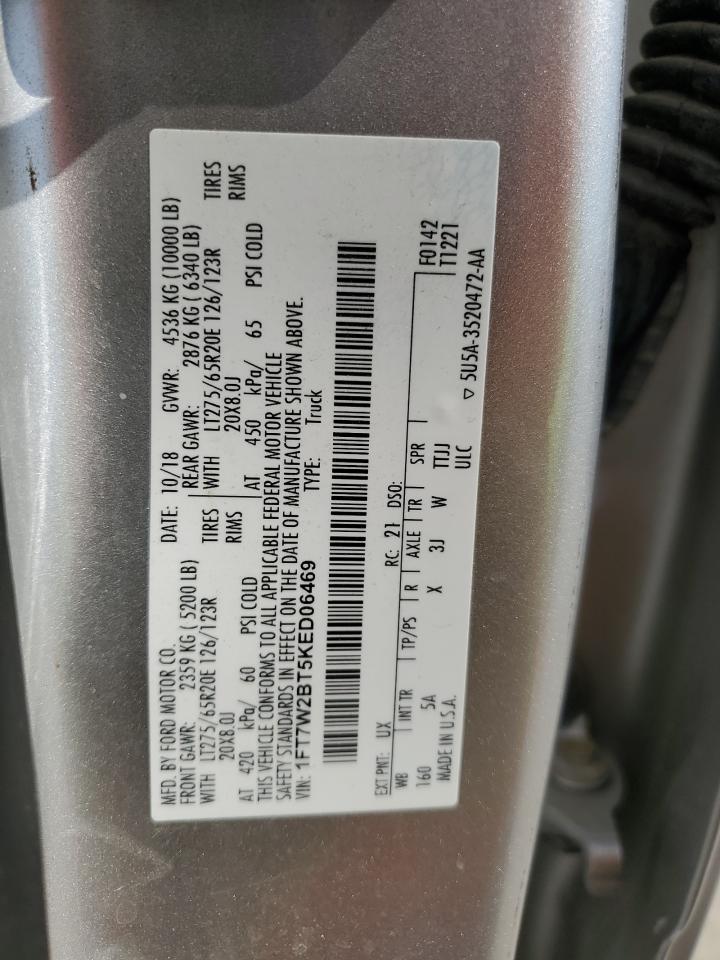 MFD. BY FORD MOTOR CO.
DATE: 10/18 GVWR: 4536 KG (10000 LB)
FRONT GAWR: 2359 KG ( 5200 LB) REAR GAWR: 2876 KG ( 6340 LB)
WITH LT275/65R20E 126/123R TIRES WITH LT275/65R20E 126/123R TIRES
20X8.0J RIMS 20X8.0J RIMS
AT 420 kPa/ 60 PSI COLD AT 450 kPa/ 65 PSI COLD
THIS VEHICLE CONFORMS TO ALL APPLICABLE FEDERAL MOTOR VEHICLE
SAFETY STANDARDS IN EFFECT ON THE DATE OF MANUFACTURE SHOWN ABOVE.
VIN: 1FT7W2BT5KED06469 TYPE: Truck
EXT PNT: UX RC: 21 DSO: F0142
WB INT TR TP/PS R AXLE TR SPR T1221
160 5A X 3J W TTJJ
MADE IN U.S.A. ULC ▽ 5U5A-3520472-AA